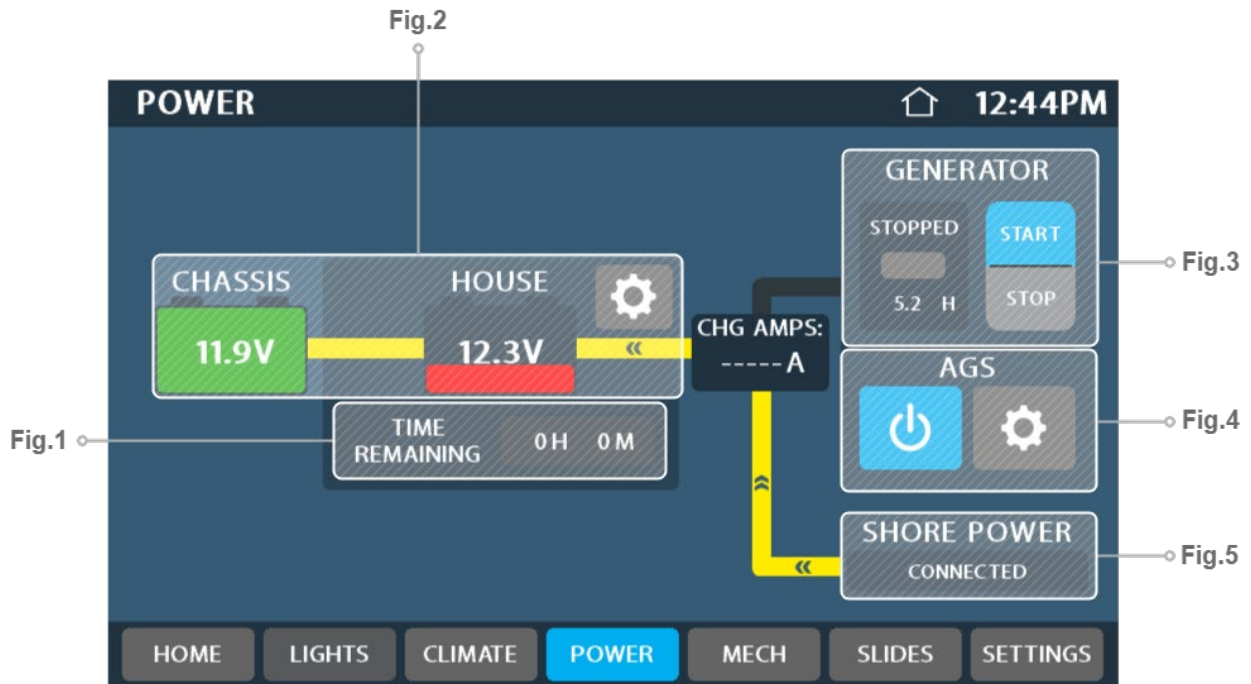 Fig.2
POWER
12:44PM
GENERATOR
STOPPED
START
5.2 H
STOP
Fig.3
CHASSIS
HOUSE
11.9V
12.3V
CHG AMPS:
-----A
AGS
Fig.4
Fig.1
TIME
REMAINING
0 H 0 M
SHORE POWER
CONNECTED
Fig.5
HOME LIGHTS CLIMATE POWER MECH SLIDES SETTINGS